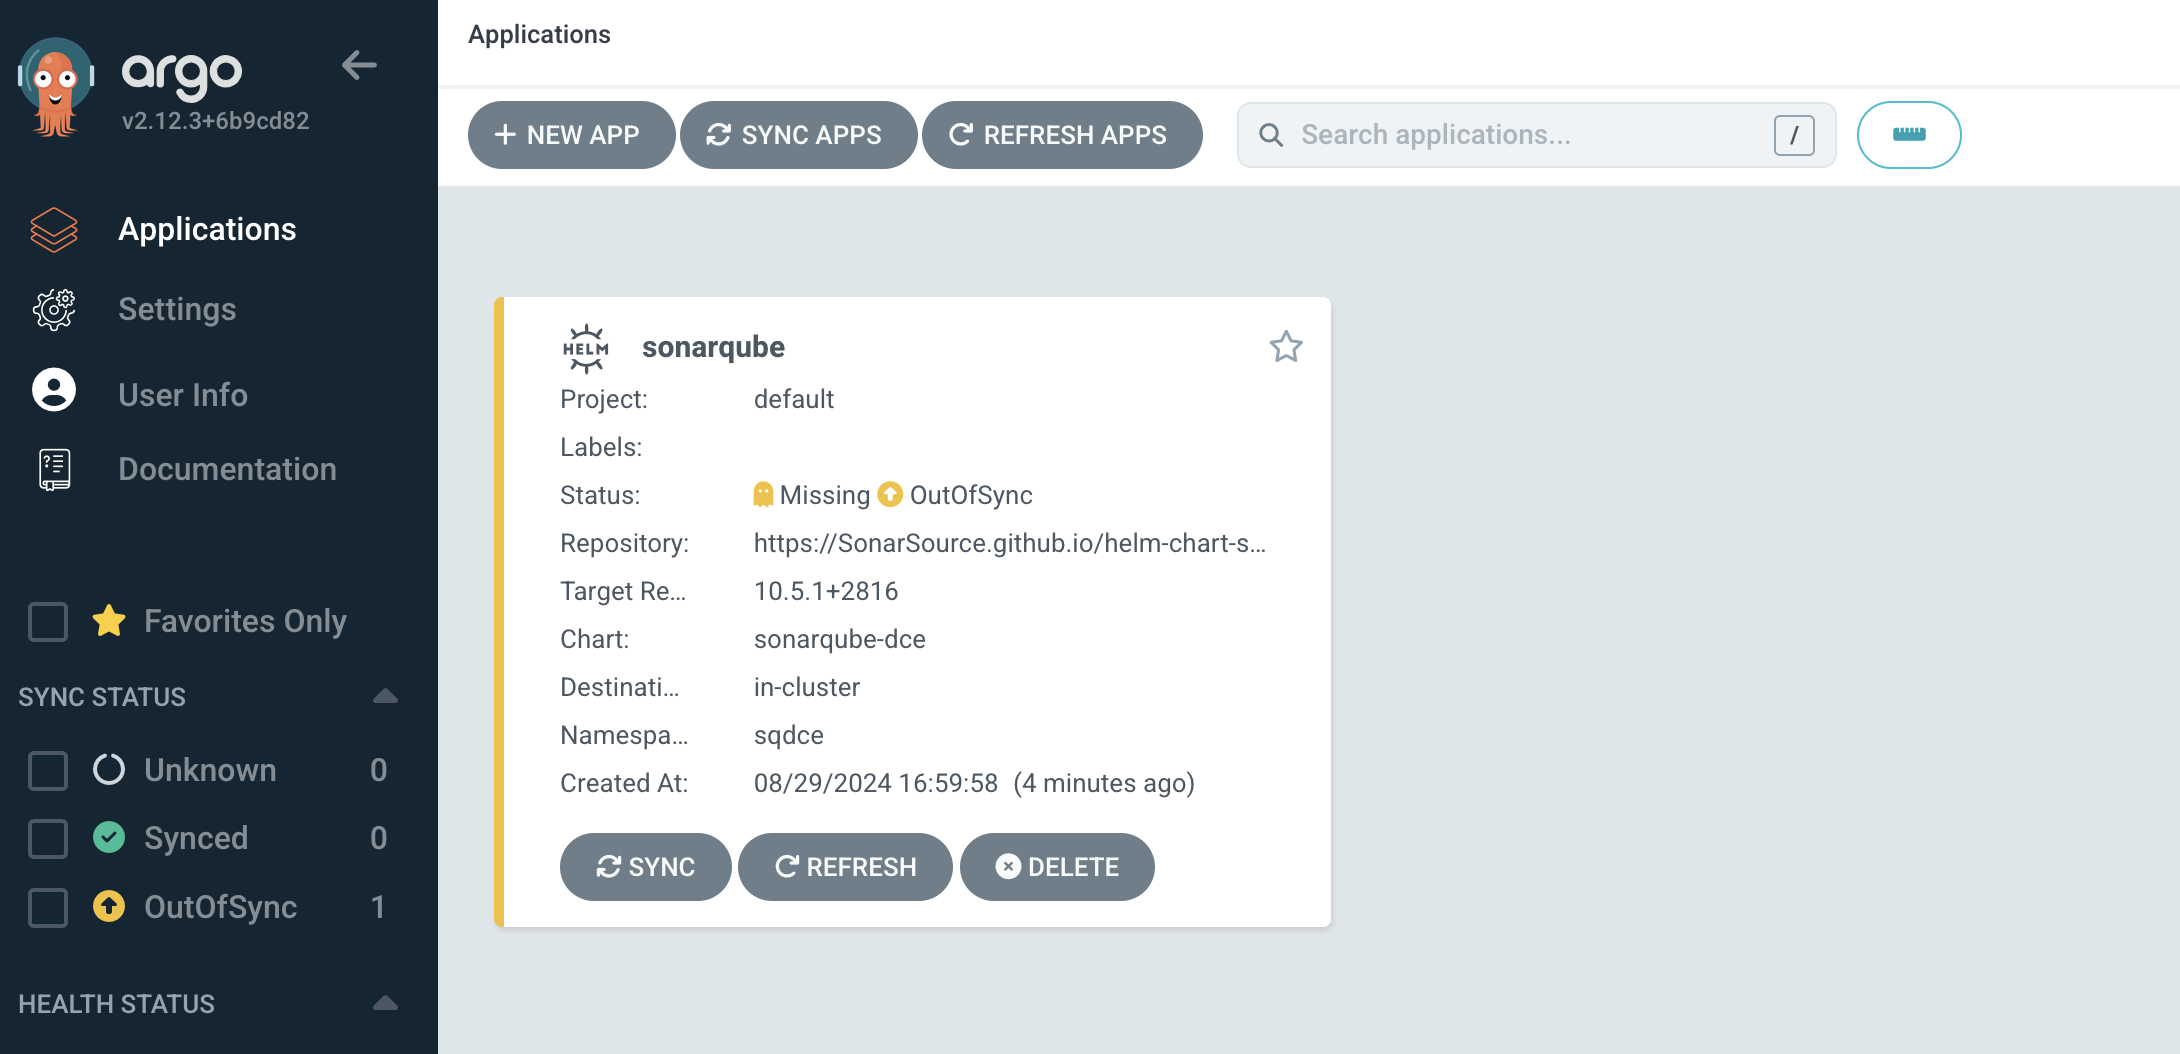 argo
v2.12.3+6b9cd82
Applications
Settings
User Info
Documentation
Favorites Only
SYNC STATUS
Unknown 0
Synced 0
OutOfSync 1
HEALTH STATUS
Applications
+ NEW APP SYNC APPS REFRESH APPS Search applications... /
HELM sonarqube
Project: default
Labels:
Status: Missing OutOfSync
Repository: https://SonarSource.github.io/helm-chart-s...
Target Re... 10.5.1+2816
Chart: sonarqube-dce
Destinati... in-cluster
Namespa... sqdce
Created At: 08/29/2024 16:59:58 (4 minutes ago)
SYNC REFRESH DELETE